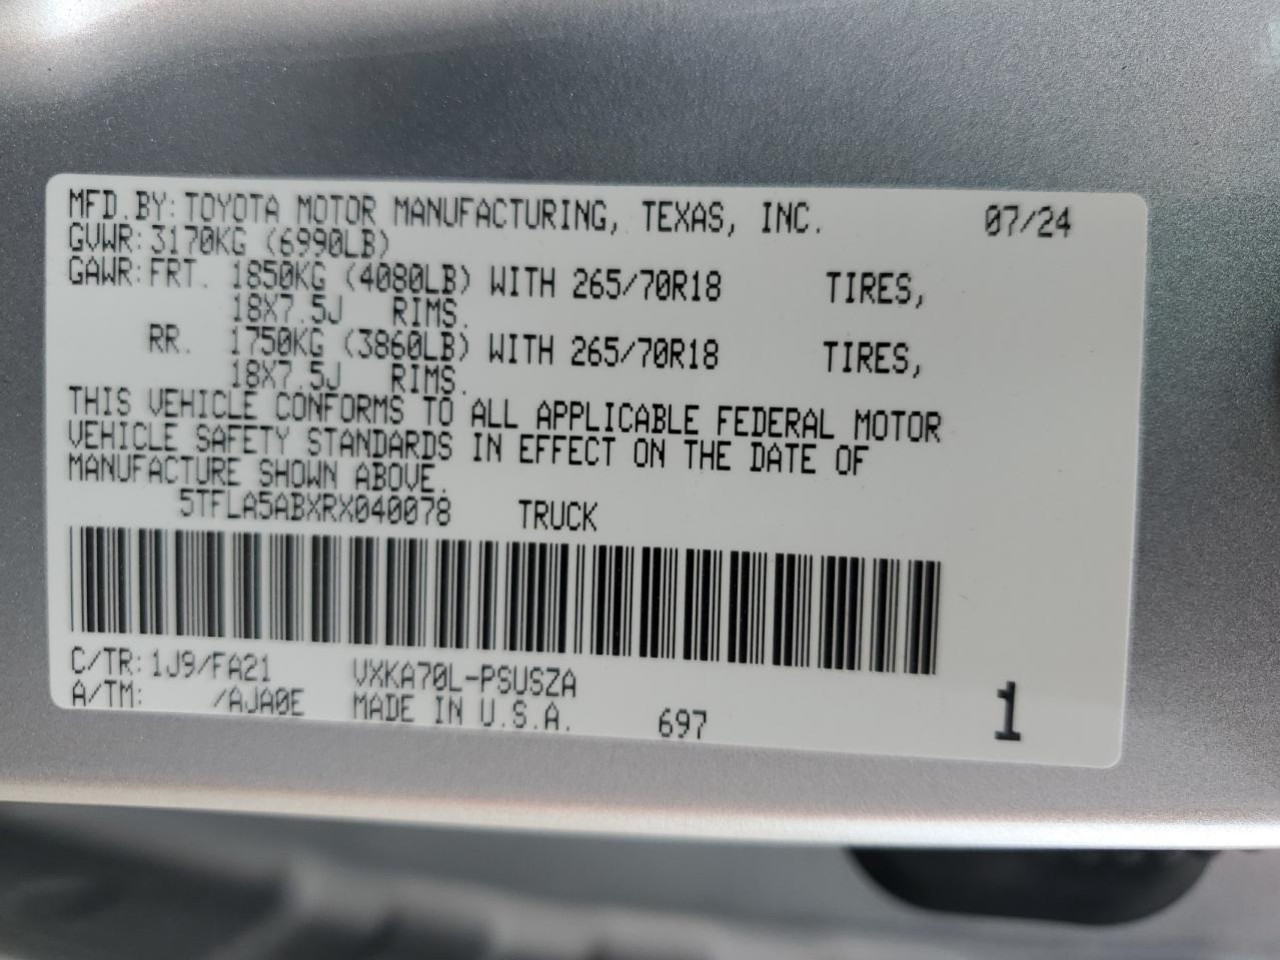 MFD.BY: TOYOTA MOTOR MANUFACTURING, TEXAS, INC. 07/24
GVWR: 3170KG (6990LB)
GAWR: FRT. 1850KG (4080LB) WITH 265/70R18 TIRES,
18X7.5J RIMS.
RR. 1750KG (3860LB) WITH 265/70R18 TIRES,
18X7.5J RIMS.
THIS VEHICLE CONFORMS TO ALL APPLICABLE FEDERAL MOTOR
VEHICLE SAFETY STANDARDS IN EFFECT ON THE DATE OF
MANUFACTURE SHOWN ABOVE.
5TFLA5ABXRX040078 TRUCK
C/TR: 1J9/FA21 VXKA70L-PSUSZA
A/TM: /AJA0E MADE IN U.S.A. 697 1